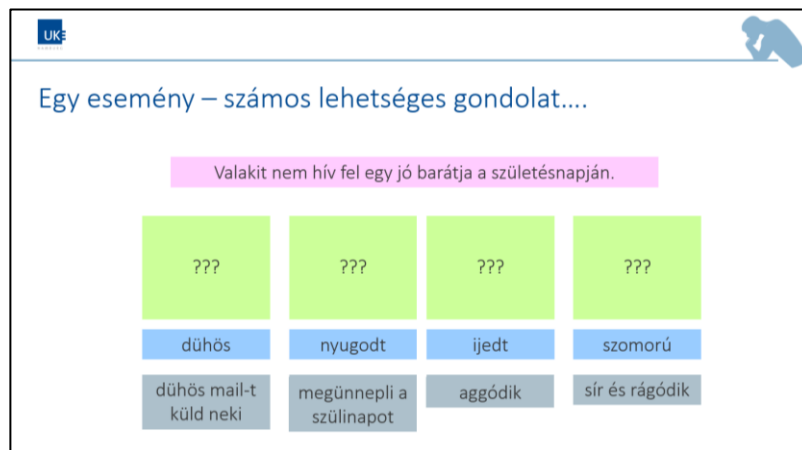 UKE
Egy esemény – számos lehetséges gondolat....
Valakit nem hív fel egy jó barátja a születésnapján.
???
???
???
???
dühös
nyugodt
ijedt
szomorú
dühös mail-t
küld neki
megünnepli a
szülinapot
aggódik
sír és rágódik